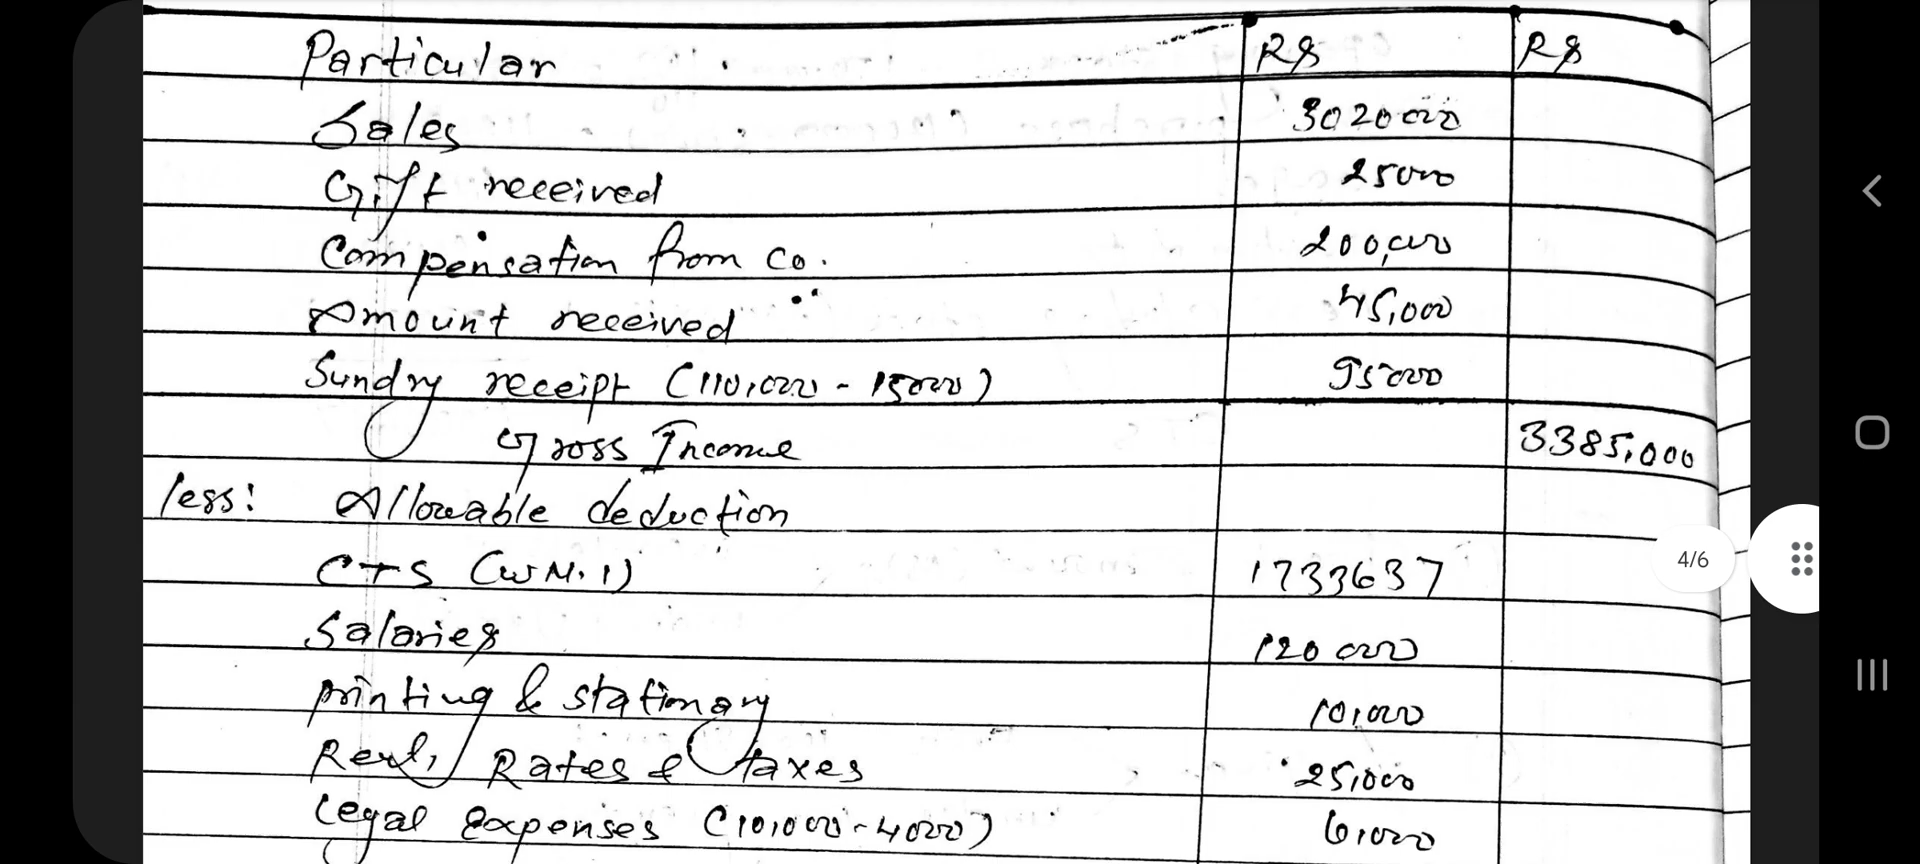 Particular Rs Rs
Sales 3020000
Gift received 25000
Compensation from co. 200,000
Amount received 45,000
Sundry receipt (110,000 - 15000) 95000
Gross Income 3385,000
less: Allowable deduction
CTS (WN.1) 1733637
Salaries 120000
printing & stationary 10,000
Rent, Rates & taxes 25,000
Legal Expenses (10,000 - 4000) 6,000
4/6